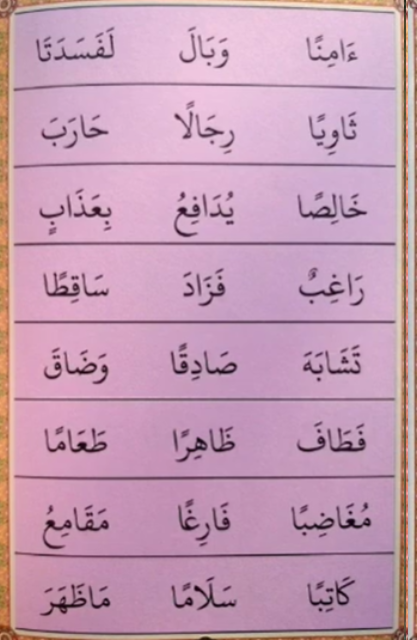 ءَامِنًا وَبَالَ لَفَسَدَتَا
ثَاوِيًا رِجَالًا حَارَبَ
خَالِصًا يُدَافِعُ بِعَذَابٍ
رَاغِبٌ فَزَادَ سَاقِطًا
تَشَابَهَ صَادِقًا وَضَاقَ
فَطَافَ ظَاهِرًا طَعَامًا
مُغَاضِبًا فَارِغًا مَقَامِعُ
كَاتِبًا سَلَامًا مَاظَهَرَ